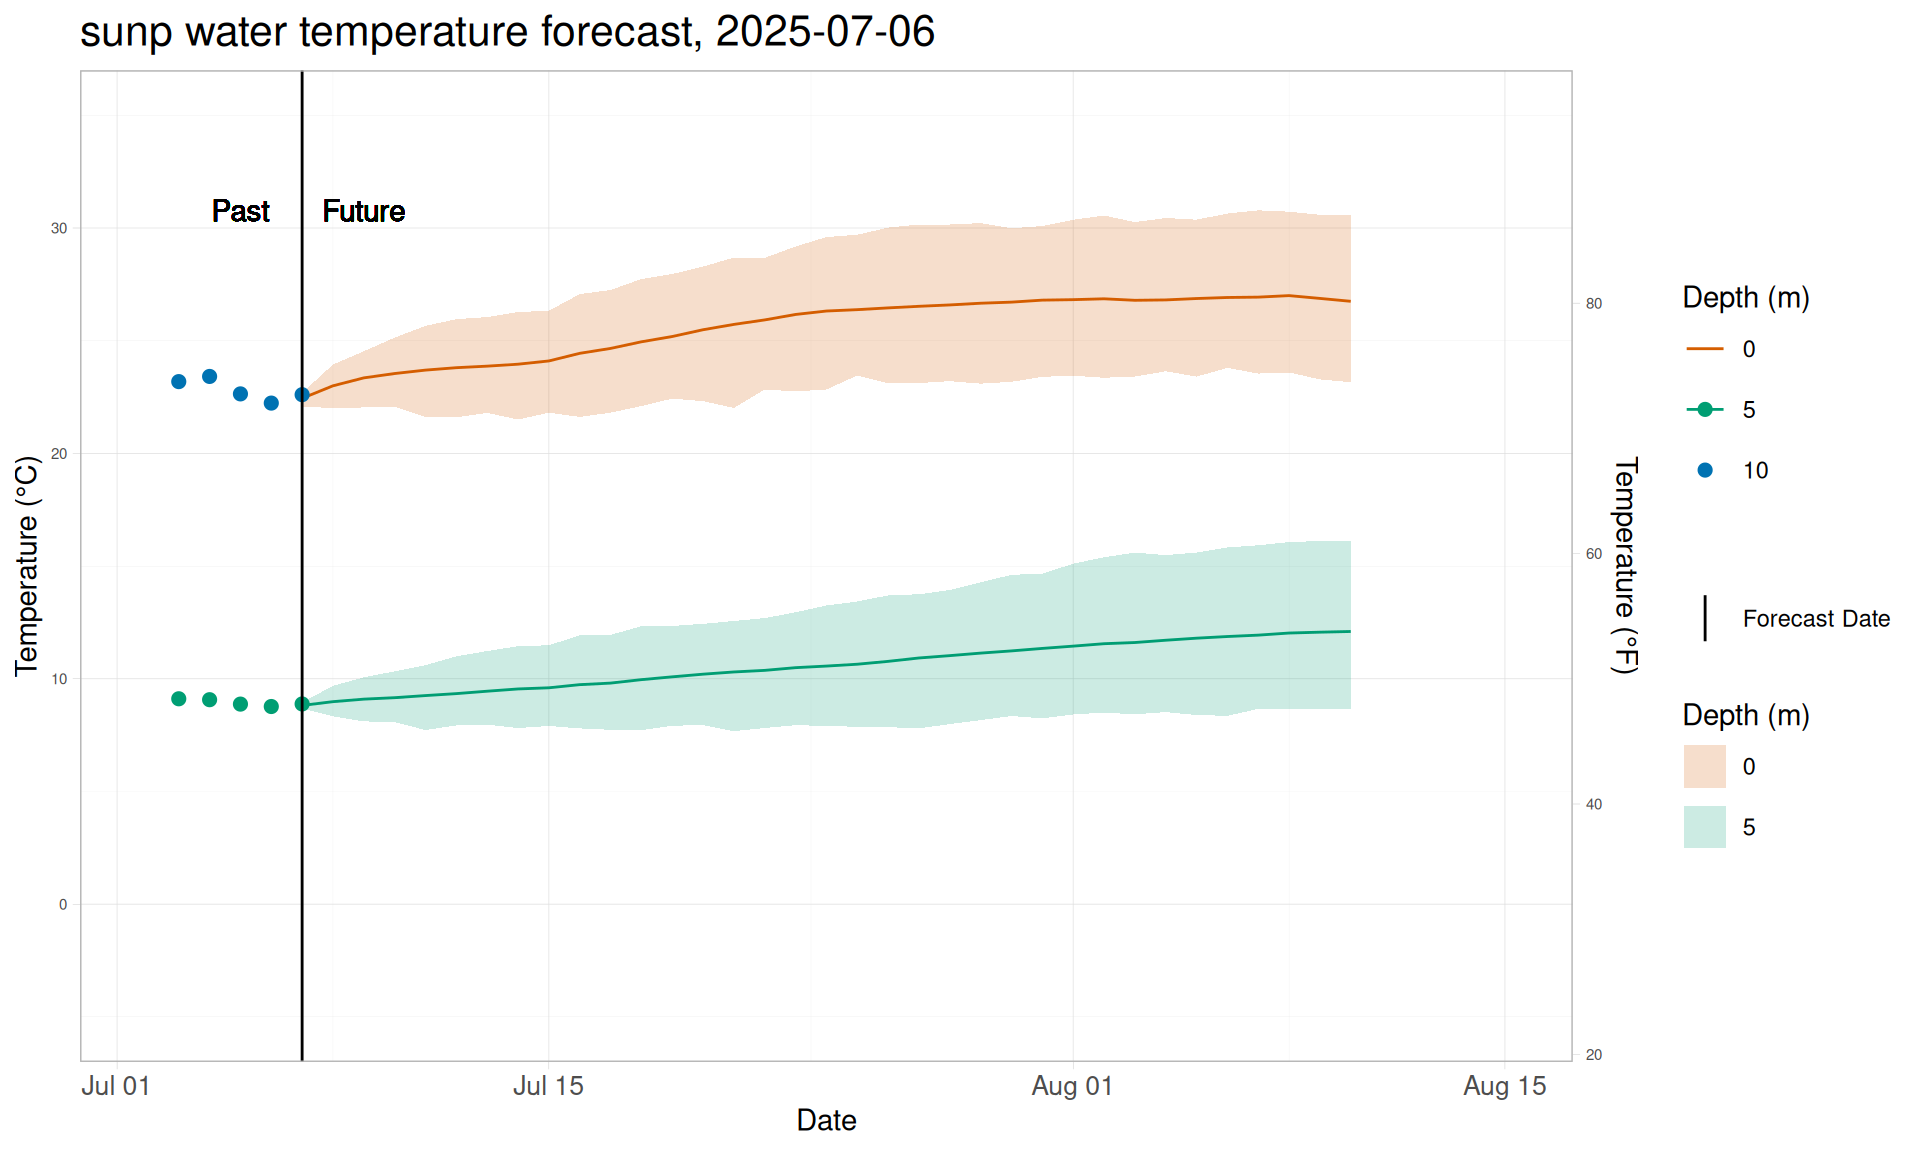 sunp water temperature forecast, 2025-07-06
Past
Future
30
20
10
0
Temperature (°C)
80
60
40
20
Temperature (°F)
Jul 01
Jul 15
Aug 01
Aug 15
Date
Depth (m)
0
5
10
Forecast Date
Depth (m)
0
5